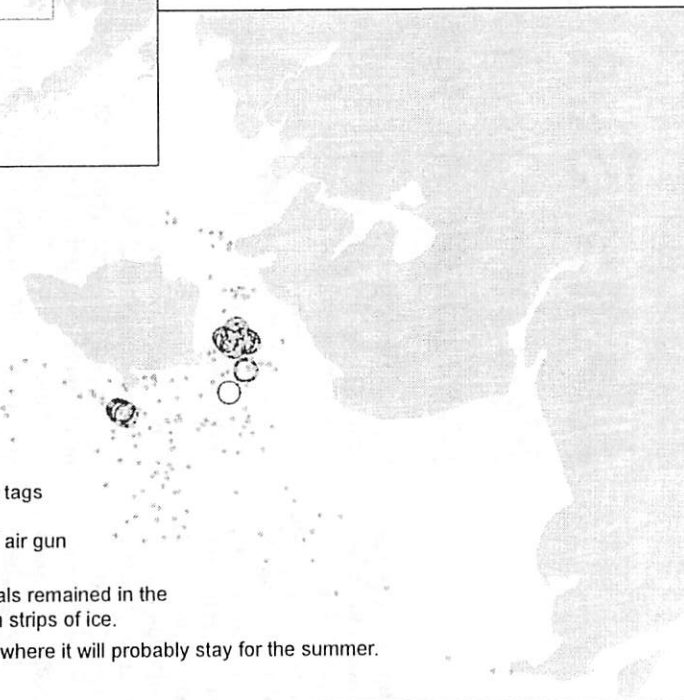 tags
air gun
als remained in the
strips of ice.
where it will probably stay for the summer.